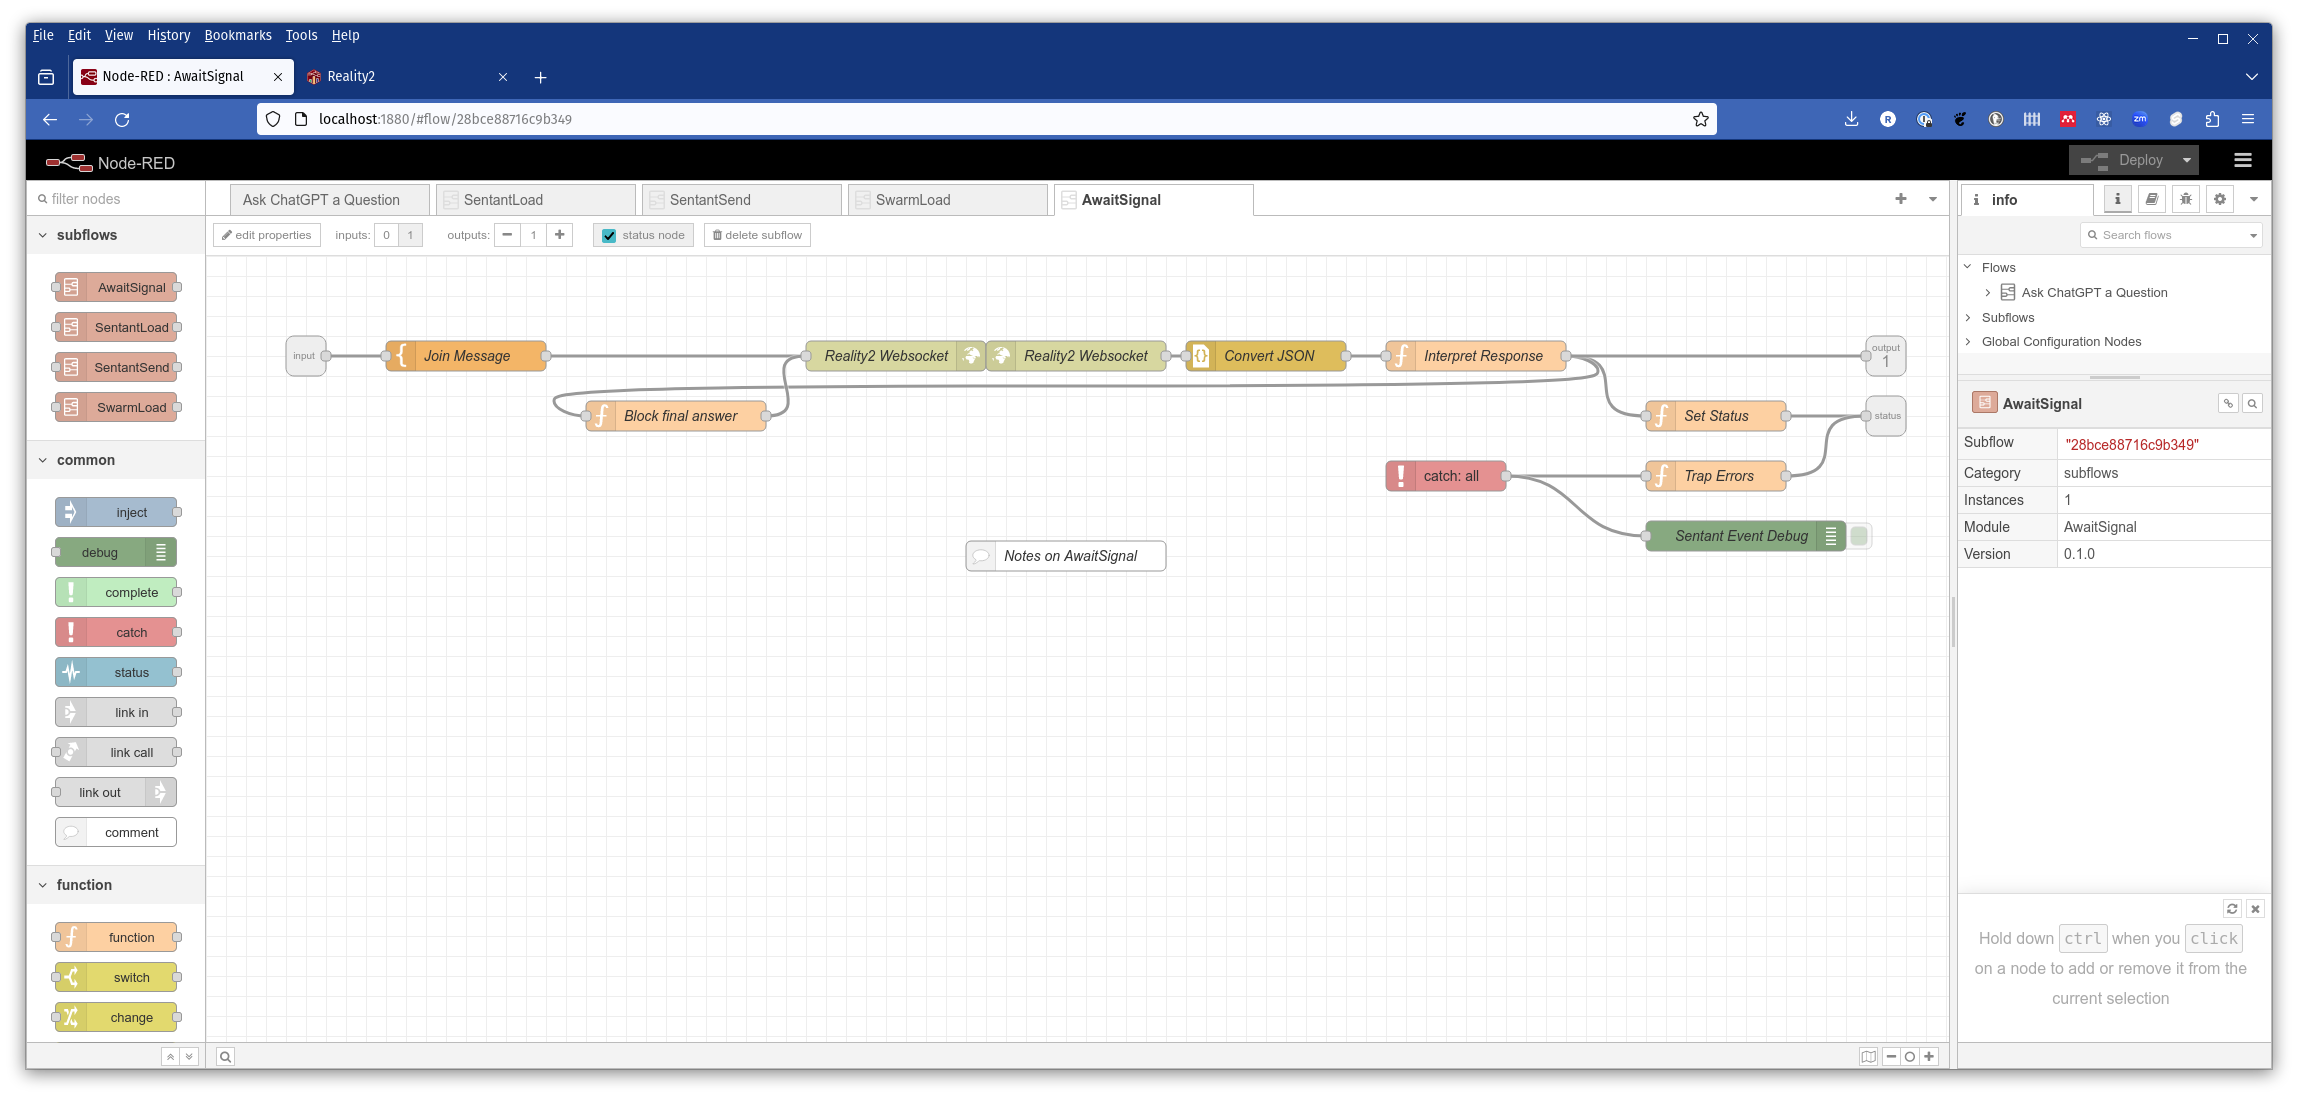 File Edit View History Bookmarks Tools Help
Node-RED : AwaitSignal
Reality2
localhost:1880/#flow/28bce88716c9b349
Node-RED
Deploy
filter nodes
Ask ChatGPT a Question
SentantLoad
SentantSend
SwarmLoad
AwaitSignal
info
edit properties
inputs: 0 1
outputs: 1
status node
delete subflow
Search flows
subflows
AwaitSignal
SentantLoad
SentantSend
SwarmLoad
common
inject
debug
complete
catch
status
link in
link call
link out
comment
function
function
switch
change
input
Join Message
Reality2 Websocket
Reality2 Websocket
Convert JSON
Interpret Response
output
1
Block final answer
Set Status
status
catch: all
Trap Errors
Sentant Event Debug
Notes on AwaitSignal
Flows
Ask ChatGPT a Question
Subflows
Global Configuration Nodes
AwaitSignal
Subflow "28bce88716c9b349"
Category subflows
Instances 1
Module AwaitSignal
Version 0.1.0
Hold down ctrl when you click
on a node to add or remove it from the
current selection